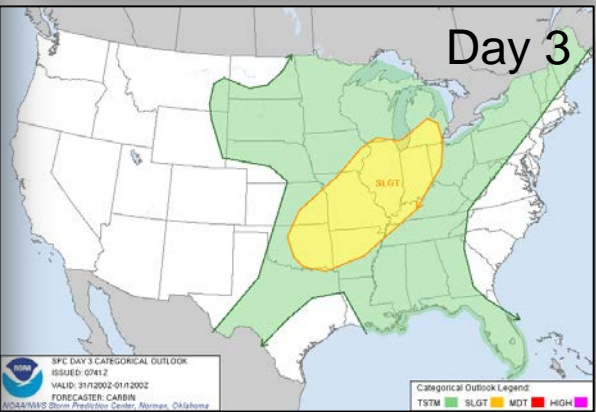 Day 3
SLGT
SPC DAY 3 CATEGORICAL OUTLOOK
ISSUED: 0741Z
VALID: 31/1200Z-01/1200Z
FORECASTER: CARBIN
NOAA/NWS Storm Prediction Center, Norman, Oklahoma
Categorical Outlook Legend:
TSTM SLGT MDT HIGH